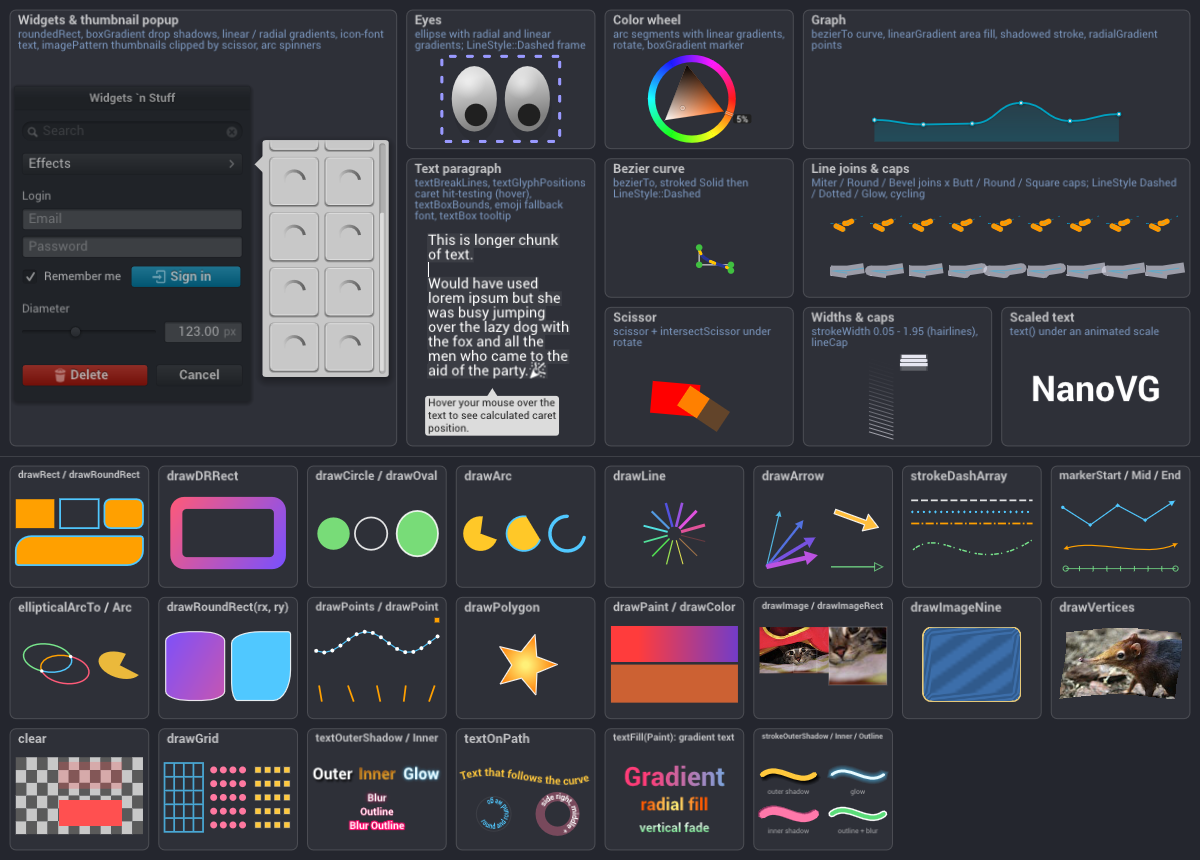 Widgets & thumbnail popup
roundedRect, boxGradient drop shadows, linear / radial gradients, icon-font
text, imagePattern thumbnails clipped by scissor, arc spinners
Widgets `n Stuff
Search
Effects
Login
Email
Password
Remember me
Sign in
Diameter
123.00 px
Delete
Cancel
Eyes
ellipse with radial and linear
gradients; LineStyle::Dashed frame
Color wheel
arc segments with linear gradients,
rotate, boxGradient marker
5%
Graph
bezierTo curve, linearGradient area fill, shadowed stroke, radialGradient
points
Text paragraph
textBreakLines, textGlyphPositions
caret hit-testing (hover),
textBoxBounds, emoji fallback
font, textBox tooltip
This is longer chunk
of text.
Would have used
lorem ipsum but she
was busy jumping
over the lazy dog with
the fox and all the
men who came to the
aid of the party.🎉
Hover your mouse over the
text to see calculated caret
position.
Bezier curve
bezierTo, stroked Solid then
LineStyle::Dashed
Line joins & caps
Miter / Round / Bevel joins x Butt / Round / Square caps; LineStyle Dashed
/ Dotted / Glow, cycling
Scissor
scissor + intersectScissor under
rotate
Widths & caps
strokeWidth 0.05 - 1.95 (hairlines),
lineCap
Scaled text
text() under an animated scale
NanoVG
drawRect / drawRoundRect
drawDRRect
drawCircle / drawOval
drawArc
drawLine
drawArrow
strokeDashArray
markerStart / Mid / End
ellipticalArcTo / Arc
drawRoundRect(rx, ry)
drawPoints / drawPoint
drawPolygon
drawPaint / drawColor
drawImage / drawImageRect
drawImageNine
drawVertices
clear
drawGrid
textOuterShadow / Inner
Outer Inner Glow
Blur
Outline
Blur Outline
textOnPath
Text that follows the curve
side right, middle
textFill(Paint): gradient text
Gradient
radial fill
vertical fade
strokeOuterShadow / Inner / Outline
outer shadow
glow
inner shadow
outline + blur